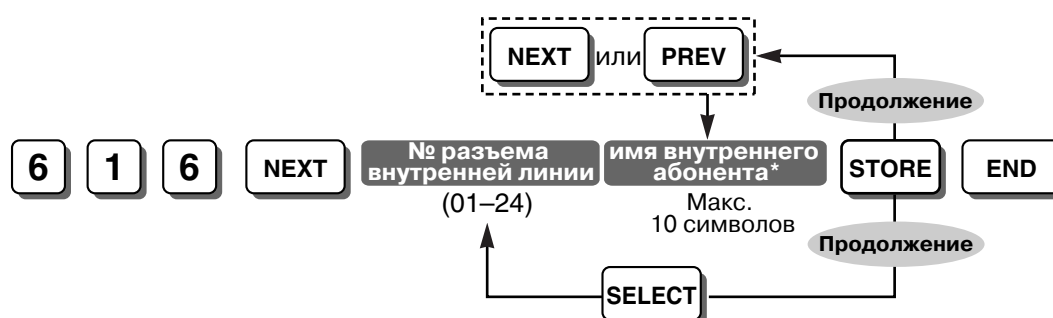 NEXT или PREV
Продолжение
6 1 6 NEXT № разъема внутренней линии имя внутреннего абонента* STORE END
(01–24)
Макс.
10 символов
Продолжение
SELECT